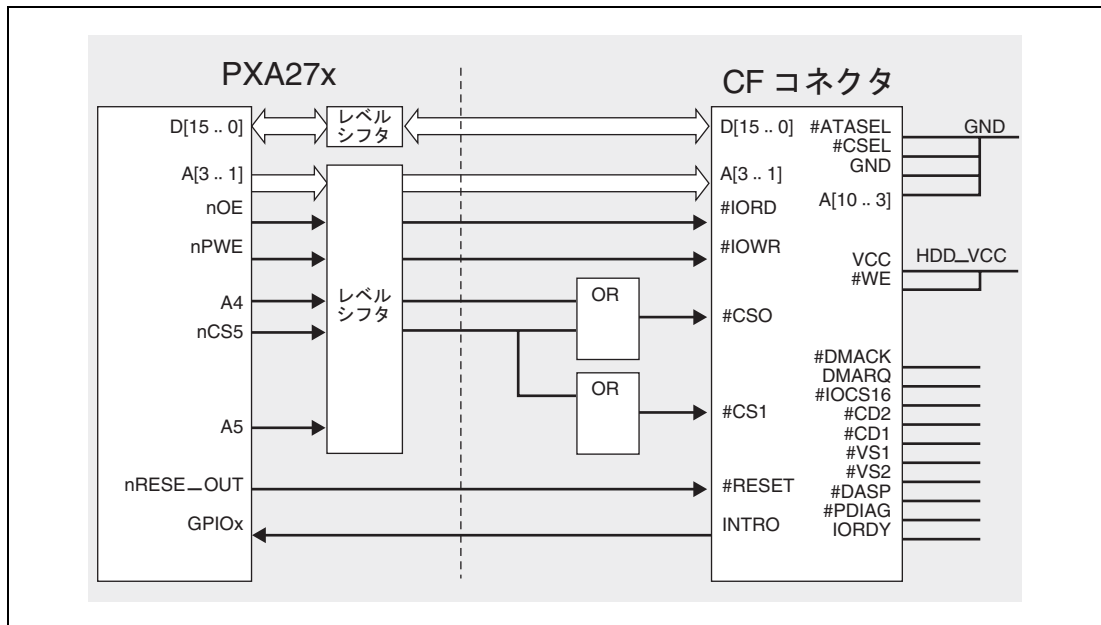 PXA27x
CFコネクタ
D[15 .. 0]
A[3 .. 1]
nOE
nPWE
A4
nCS5
A5
nRESE_OUT
GPIOx
レベル
シフタ
レベル
シフタ
OR
OR
D[15 .. 0]
A[3 .. 1]
#IORD
#IOWR
#CSO
#CS1
#RESET
INTRO
#ATASEL
#CSEL
GND
A[10 .. 3]
VCC
#WE
#DMACK
DMARQ
#IOCS16
#CD2
#CD1
#VS1
#VS2
#DASP
#PDIAG
IORDY
GND
HDD_VCC